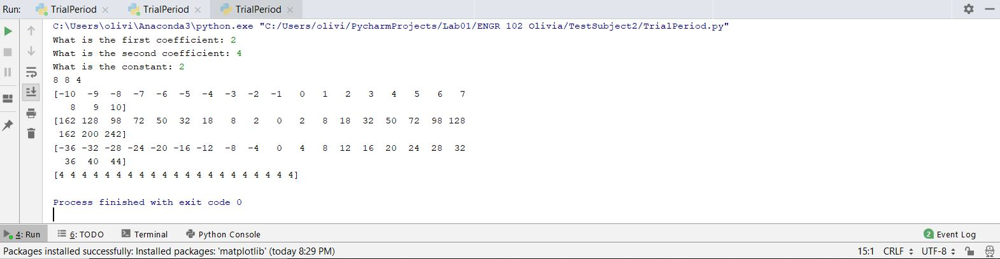 Run: TrialPeriod × TrialPeriod × TrialPeriod ×
C:\Users\olivi\Anaconda3\python.exe "C:/Users/olivi/PycharmProjects/Lab01/ENGR 102 Olivia/TestSubject2/TrialPeriod.py"
What is the first coefficient: 2
What is the second coefficient: 4
What is the constant: 2
8 8 4
[-10 -9 -8 -7 -6 -5 -4 -3 -2 -1 0 1 2 3 4 5 6 7
8 9 10]
[162 128 98 72 50 32 18 8 2 0 2 8 18 32 50 72 98 128
162 200 242]
[-36 -32 -28 -24 -20 -16 -12 -8 -4 0 4 8 12 16 20 24 28 32
36 40 44]
[4 4 4 4 4 4 4 4 4 4 4 4 4 4 4 4 4 4 4 4 4]
Process finished with exit code 0
4: Run 6: TODO Terminal Python Console 2 Event Log
Packages installed successfully: Installed packages: 'matplotlib' (today 8:29 PM) 15:1 CRLF UTF-8